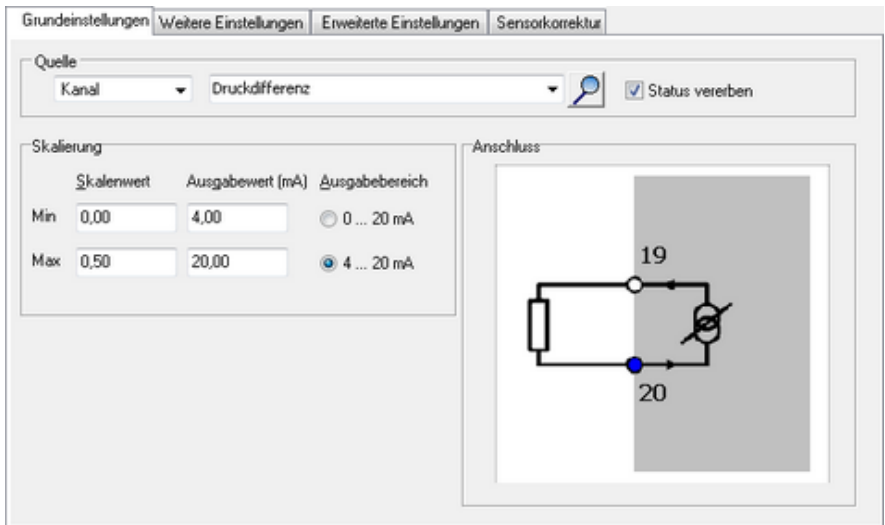 Grundeinstellungen Weitere Einstellungen Erweiterte Einstellungen Sensorkorrektur
Quelle
Kanal Druckdifferenz Status vererben
Skalierung
Skalenwert Ausgabewert (mA) Ausgabebereich
Min 0,00 4,00 0 ... 20 mA
Max 0,50 20,00 4 ... 20 mA
Anschluss
19
20